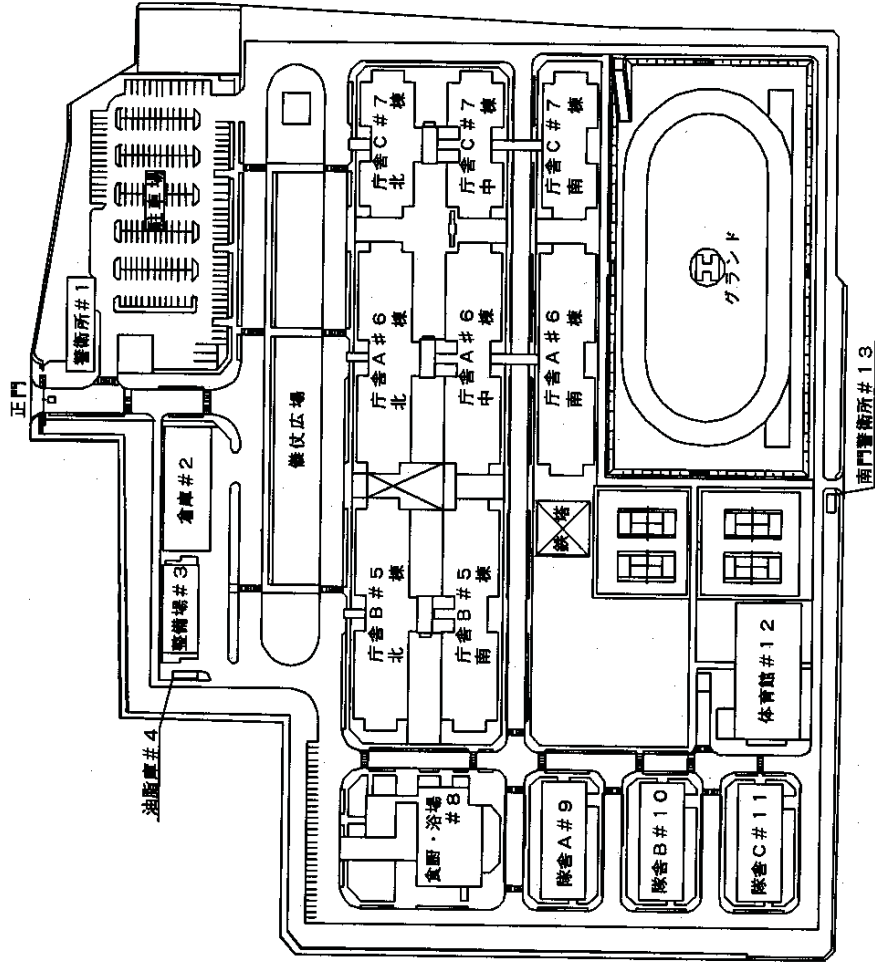 正門
警衛所#1
駐車場
倉庫#2
整備場#3
油脂庫#4
儀仗広場
庁舎C#7
北 棟
庁舎C#7
中 棟
庁舎C#7
南 棟
庁舎A#6
北 棟
庁舎A#6
中 棟
庁舎A#6
南 棟
庁舎B#5
北 棟
庁舎B#5
南 棟
鉄塔
グランド
H
南門警衛所#13
体育館#12
食厨・浴場
#8
隊舎A#9
隊舎B#10
隊舎C#11